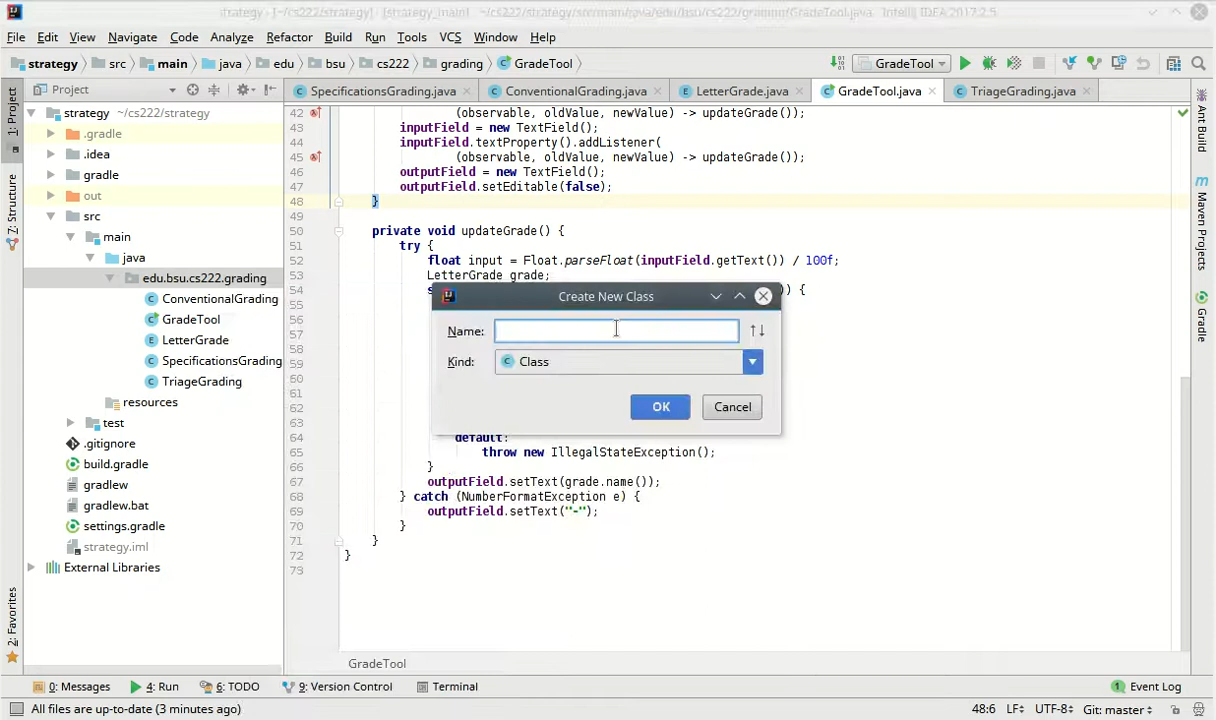 strategy - [~/cs222/strategy] - [strategy_main] - ~/cs222/strategy/src/main/java/edu/bsu/cs222/grading/GradeTool.java - IntelliJ IDEA 2017.2.5
File Edit View Navigate Code Analyze Refactor Build Run Tools VCS Window Help
strategy src main java edu bsu cs222 grading GradeTool GradeTool
Project SpecificationsGrading.java ConventionalGrading.java LetterGrade.java GradeTool.java TriageGrading.java
1: Project
Z: Structure
2: Favorites
strategy ~/cs222/strategy
.gradle
.idea
gradle
out
src
main
java
edu.bsu.cs222.grading
ConventionalGrading
GradeTool
LetterGrade
SpecificationsGrading
TriageGrading
resources
test
.gitignore
build.gradle
gradlew
gradlew.bat
settings.gradle
strategy.iml
External Libraries
42 (observable, oldValue, newValue) -> updateGrade());
43 inputField = new TextField();
44 inputField.textProperty().addListener(
45 (observable, oldValue, newValue) -> updateGrade());
46 outputField = new TextField();
47 outputField.setEditable(false);
48 }
49
50 private void updateGrade() {
51 try {
52 float input = Float.parseFloat(inputField.getText()) / 100f;
53 LetterGrade grade;
54 )) {
55
56
57
58
59
60
61
62
63
64 default:
65 throw new IllegalStateException();
66 }
67 outputField.setText(grade.name());
68 } catch (NumberFormatException e) {
69 outputField.setText("-");
70 }
71 }
72 }
73
Create New Class
Name:
Kind: Class
OK Cancel
GradeTool
Ant Build
Maven Projects
Gradle
0: Messages 4: Run 6: TODO 9: Version Control Terminal 1 Event Log
All files are up-to-date (3 minutes ago) 48:6 LF UTF-8 Git: master